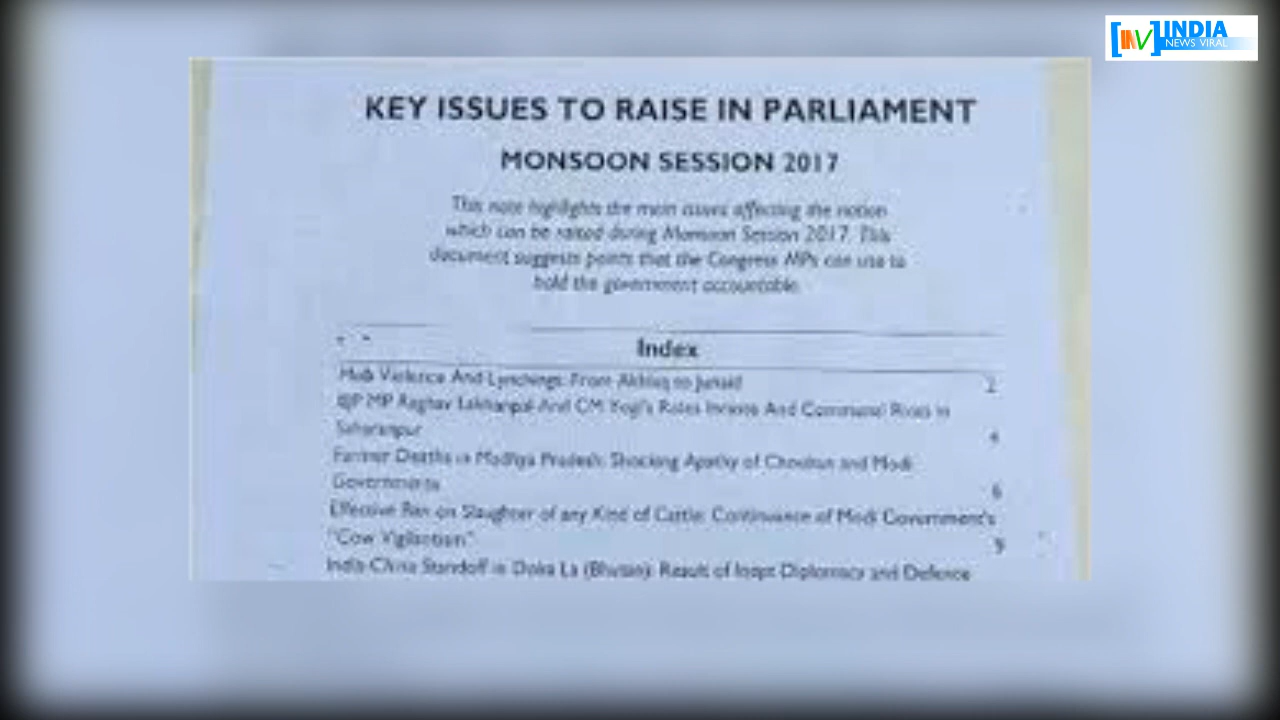 INDIA
NEWS VIRAL
KEY ISSUES TO RAISE IN PARLIAMENT
MONSOON SESSION 2017
This note highlights the main issues affecting the nation
which can be raised during Monsoon Session 2017. This
document suggests points that the Congress MPs can use to
hold the government accountable.
Index
Mob Violence And Lynchings: From Akhlaq to Junaid 2
BJP MP Raghav Lakhanpal And CM Yogi's Roles And Communal Riots in
Saharanpur 4
Farmer Deaths in Madhya Pradesh: Shocking Apathy of Chouhan and Modi
Governments 6
Effective Ban on Slaughter of any Kind of Cattle: Continuance of Modi Government's
"Cow Vigilantism" 9
India-China Standoff in Doka La (Bhutan): Result of Inept Diplomacy and Defence